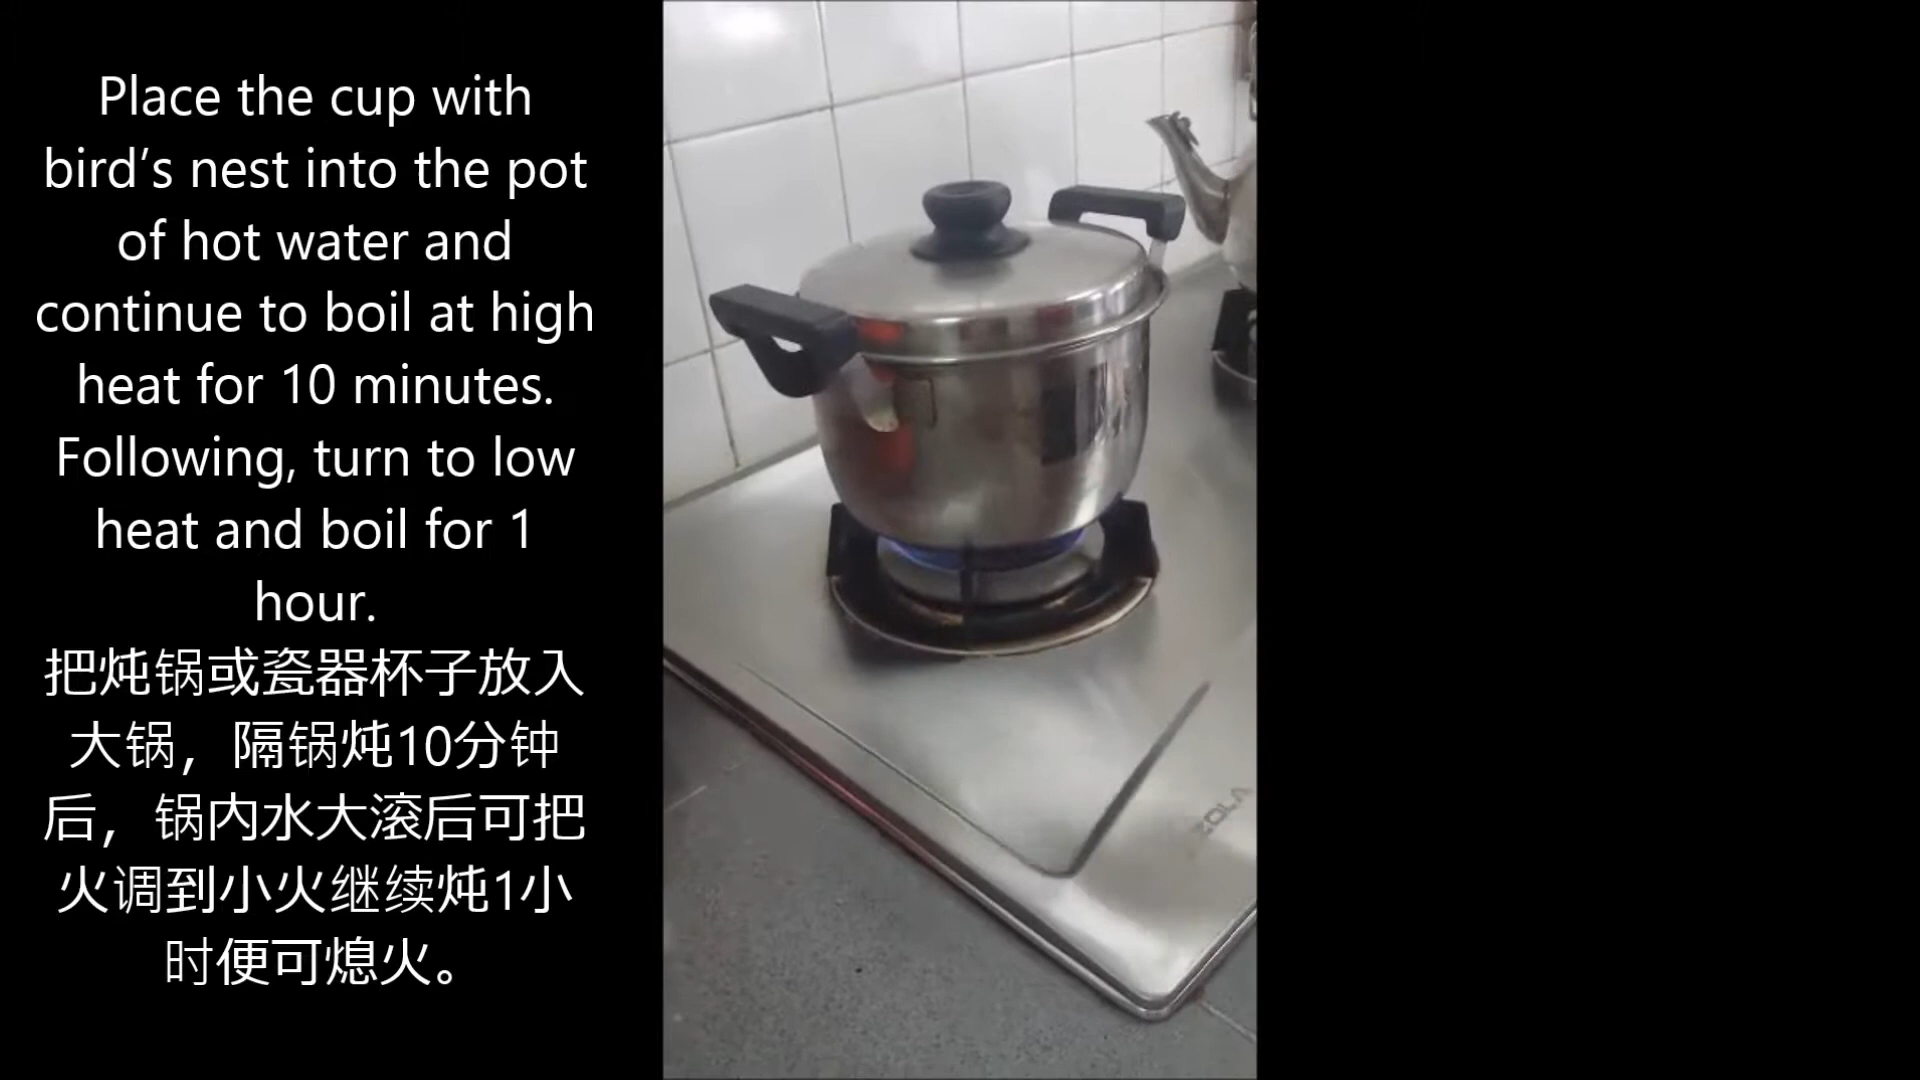 Place the cup with
bird’s nest into the pot
of hot water and
continue to boil at high
heat for 10 minutes.
Following, turn to low
heat and boil for 1
hour.
把炖锅或瓷器杯子放入
大锅，隔锅炖10分钟
后，锅内水大滚后可把
火调到小火继续炖1小
时便可熄火。